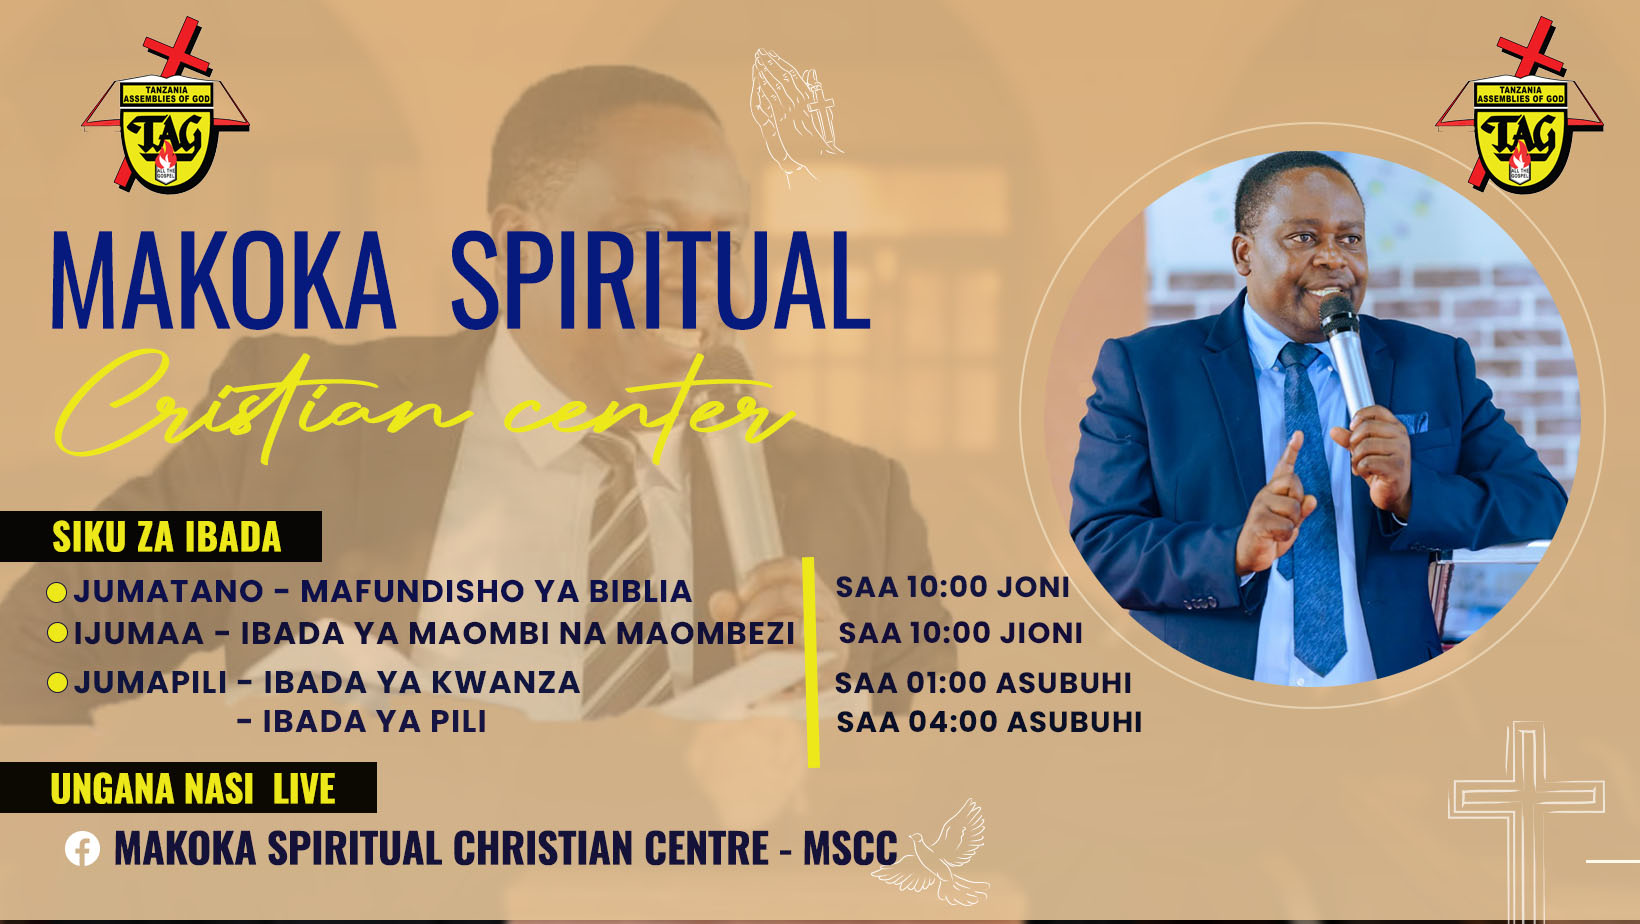 TANZANIA
ASSEMBLIES OF GOD
TAG
ALL THE
GOSPEL
TANZANIA
ASSEMBLIES OF GOD
TAG
ALL THE
GOSPEL
MAKOKA SPIRITUAL
Cristian center
SIKU ZA IBADA
JUMATANO - MAFUNDISHO YA BIBLIA SAA 10:00 JONI
IJUMAA - IBADA YA MAOMBI NA MAOMBEZI SAA 10:00 JIONI
JUMAPILI - IBADA YA KWANZA SAA 01:00 ASUBUHI
- IBADA YA PILI SAA 04:00 ASUBUHI
UNGANA NASI LIVE
MAKOKA SPIRITUAL CHRISTIAN CENTRE - MSCC